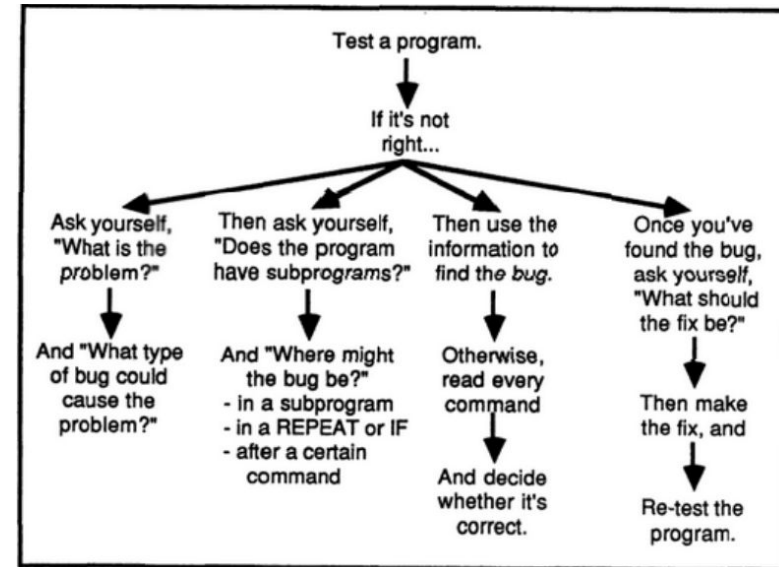 Test a program.
If it's not
right...
Ask yourself,
"What is the
problem?"
And "What type
of bug could
cause the
problem?"
Then ask yourself,
"Does the program
have subprograms?"
And "Where might
the bug be?"
- in a subprogram
- in a REPEAT or IF
- after a certain
command
Then use the
information to
find the bug.
Otherwise,
read every
command
And decide
whether it's
correct.
Once you've
found the bug,
ask yourself,
"What should
the fix be?"
Then make
the fix, and
Re-test the
program.